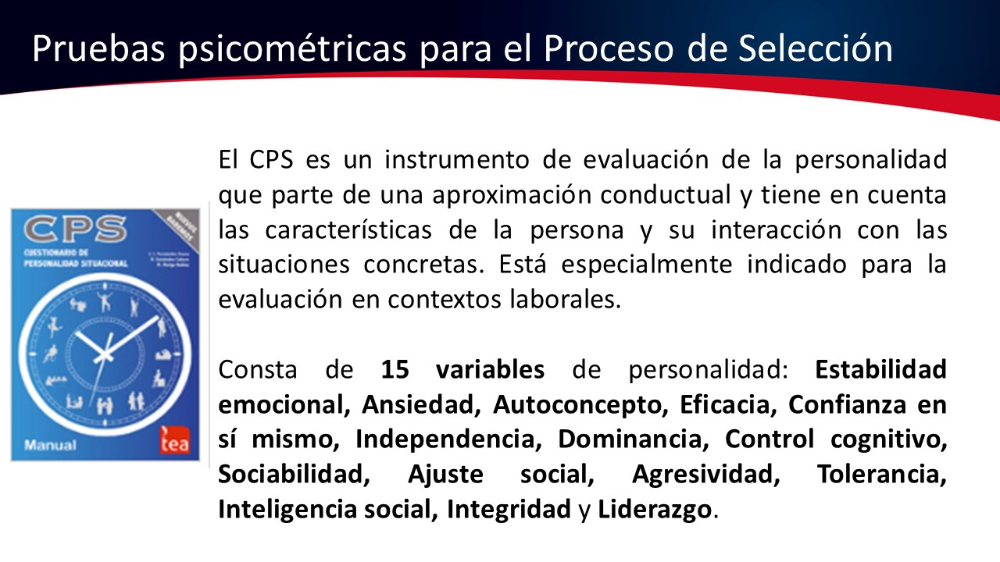 Pruebas psicométricas para el Proceso de Selección
El CPS es un instrumento de evaluación de la personalidad
que parte de una aproximación conductual y tiene en cuenta
las características de la persona y su interacción con las
situaciones concretas. Está especialmente indicado para la
evaluación en contextos laborales.
Consta de 15 variables de personalidad: Estabilidad
emocional, Ansiedad, Autoconcepto, Eficacia, Confianza en
sí mismo, Independencia, Dominancia, Control cognitivo,
Sociabilidad, Ajuste social, Agresividad, Tolerancia,
Inteligencia social, Integridad y Liderazgo.
CPS
NUEVOS
BAREMOS
CUESTIONARIO DE
PERSONALIDAD SITUACIONAL
Manual
tea